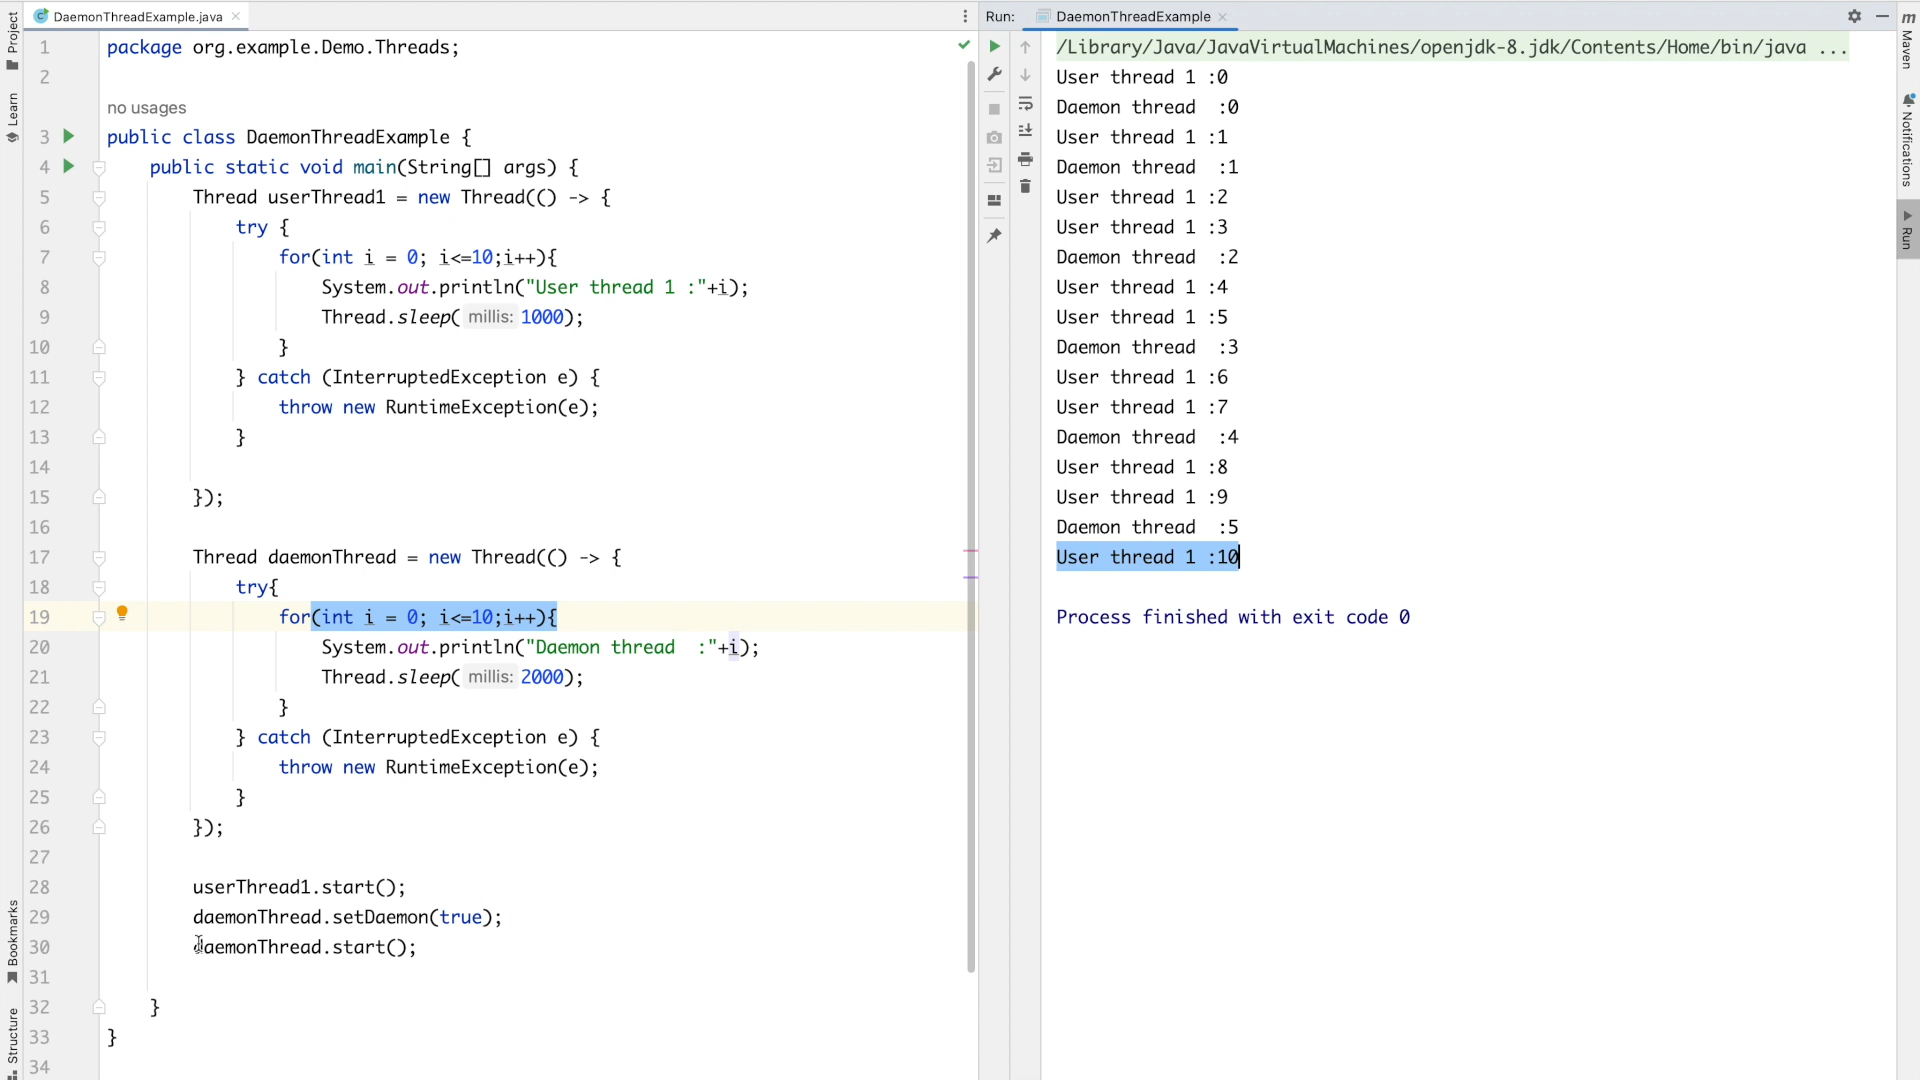 Project
Learn
Bookmarks
Structure
DaemonThreadExample.java
1 package org.example.Demo.Threads;
2
no usages
3 public class DaemonThreadExample {
4 public static void main(String[] args) {
5 Thread userThread1 = new Thread(() -> {
6 try {
7 for(int i = 0; i<=10;i++){
8 System.out.println("User thread 1 :"+i);
9 Thread.sleep( millis: 1000);
10 }
11 } catch (InterruptedException e) {
12 throw new RuntimeException(e);
13 }
14
15 });
16
17 Thread daemonThread = new Thread(() -> {
18 try{
19 for(int i = 0; i<=10;i++){
20 System.out.println("Daemon thread  :"+i);
21 Thread.sleep( millis: 2000);
22 }
23 } catch (InterruptedException e) {
24 throw new RuntimeException(e);
25 }
26 });
27
28 userThread1.start();
29 daemonThread.setDaemon(true);
30 daemonThread.start();
31
32 }
33 }
34
Run: DaemonThreadExample
/Library/Java/JavaVirtualMachines/openjdk-8.jdk/Contents/Home/bin/java ...
User thread 1 :0
Daemon thread  :0
User thread 1 :1
Daemon thread  :1
User thread 1 :2
User thread 1 :3
Daemon thread  :2
User thread 1 :4
User thread 1 :5
Daemon thread  :3
User thread 1 :6
User thread 1 :7
Daemon thread  :4
User thread 1 :8
User thread 1 :9
Daemon thread  :5
User thread 1 :10
Process finished with exit code 0
m
Maven
Notifications
Run